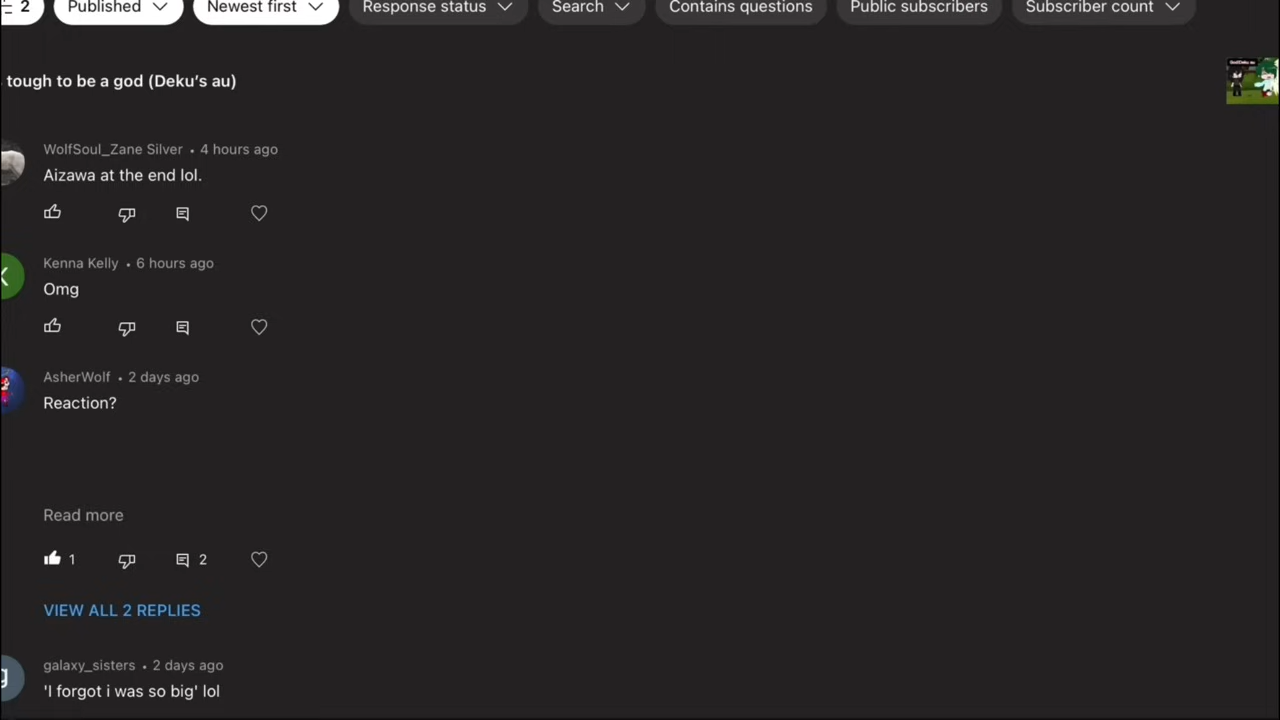 2 Published Newest first Response status Search Contains questions Public subscribers Subscriber count
tough to be a god (Deku's au)
WolfSoul_Zane Silver • 4 hours ago
Aizawa at the end lol.
K
Kenna Kelly • 6 hours ago
Omg
AsherWolf • 2 days ago
Reaction?
Read more
1 2
VIEW ALL 2 REPLIES
g
galaxy_sisters • 2 days ago
'I forgot i was so big' lol